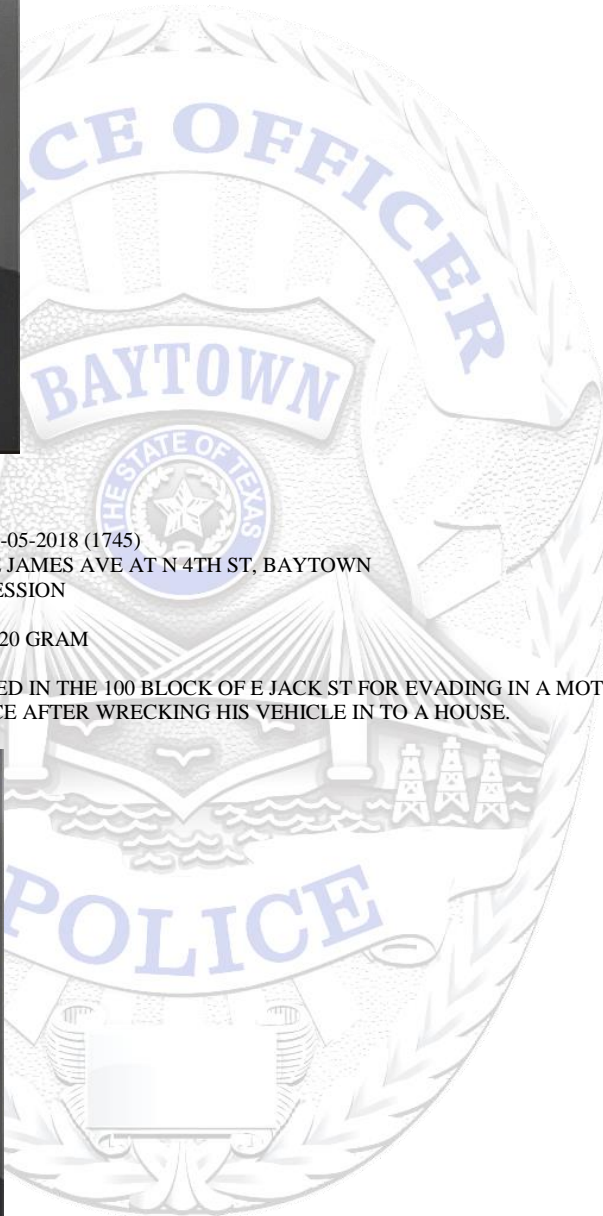 POLICE OFFICER
BAYTOWN
THE STATE OF TEXAS
-05-2018 (1745)
JAMES AVE AT N 4TH ST, BAYTOWN
ESSION
20 GRAM
ED IN THE 100 BLOCK OF E JACK ST FOR EVADING IN A MOT
CE AFTER WRECKING HIS VEHICLE IN TO A HOUSE.
POLICE